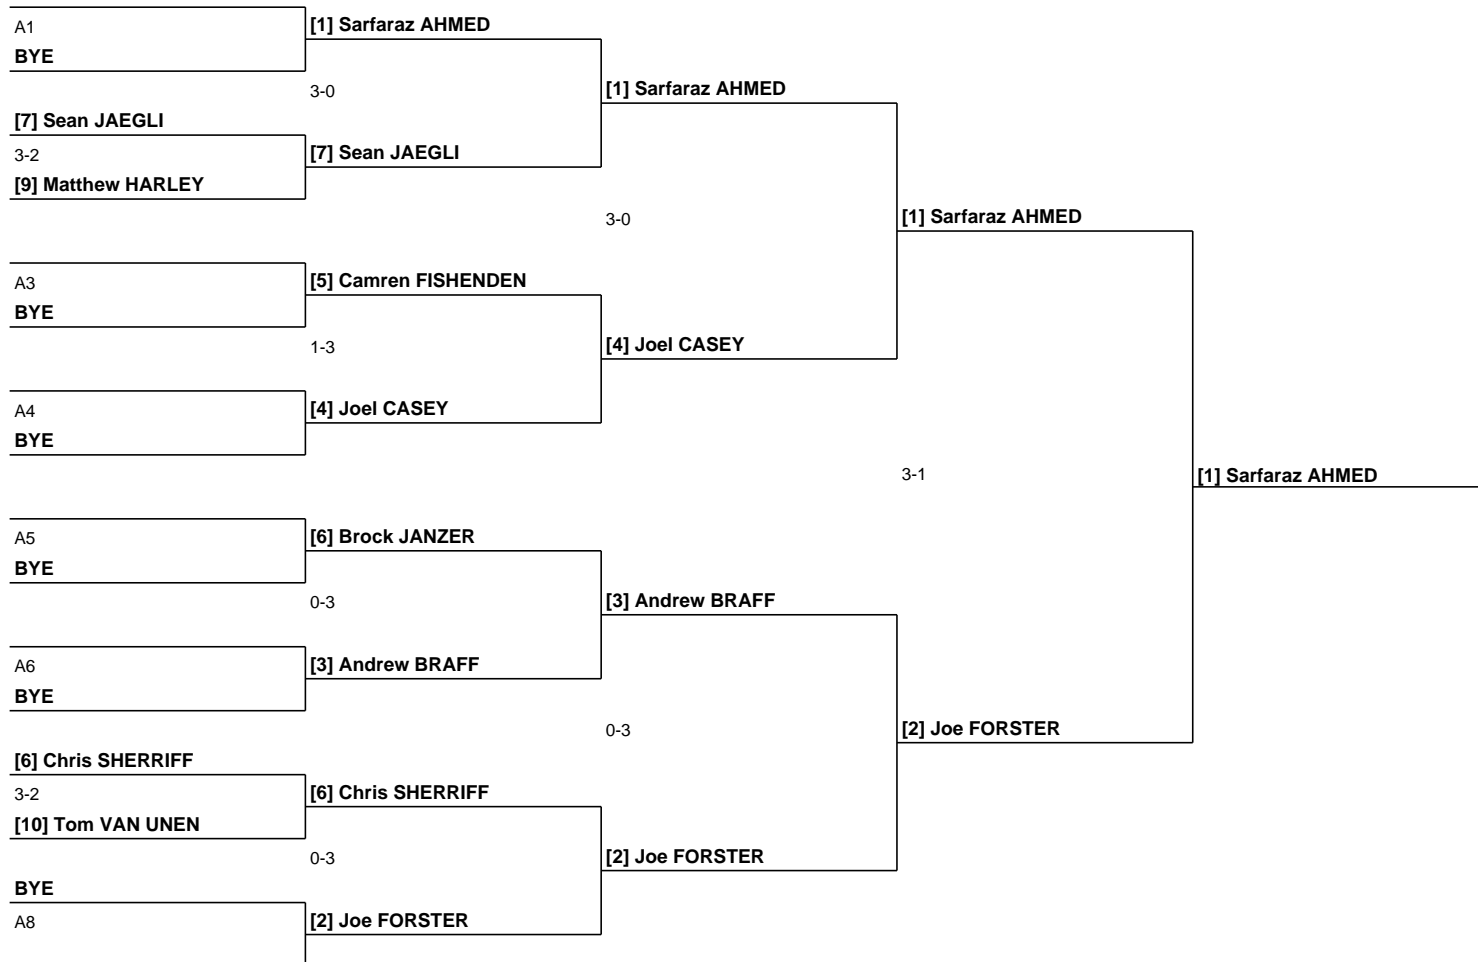 A1
BYE
[1] Sarfaraz AHMED
3-0
[7] Sean JAEGLI
3-2
[9] Matthew HARLEY
[7] Sean JAEGLI
[1] Sarfaraz AHMED
3-0
A3
BYE
[5] Camren FISHENDEN
1-3
A4
BYE
[4] Joel CASEY
[4] Joel CASEY
[1] Sarfaraz AHMED
3-1
[1] Sarfaraz AHMED
A5
BYE
[6] Brock JANZER
0-3
A6
BYE
[3] Andrew BRAFF
[3] Andrew BRAFF
0-3
[6] Chris SHERRIFF
3-2
[10] Tom VAN UNEN
[6] Chris SHERRIFF
0-3
BYE
A8
[2] Joe FORSTER
[2] Joe FORSTER
[2] Joe FORSTER